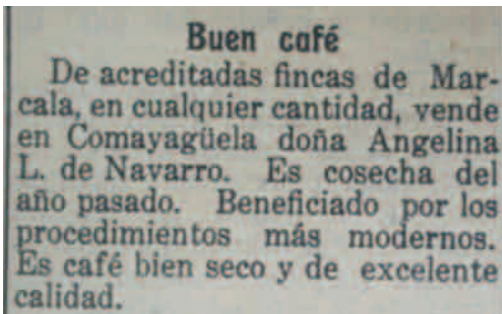 Buen café
De acreditadas fincas de Mar-
cala, en cualquier cantidad, vende
en Comayagüela doña Angelina
L. de Navarro. Es cosecha del
año pasado. Beneficiado por los
procedimientos más modernos.
Es café bien seco y de excelente
calidad.